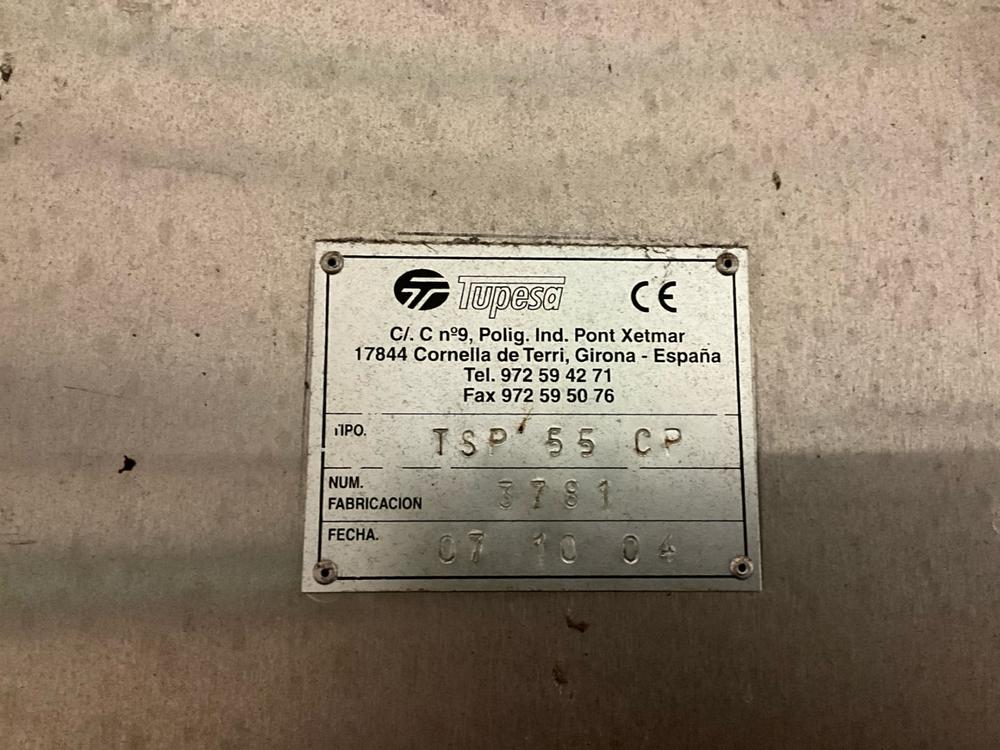 Tupesa CE
C/. C nº9, Polig. Ind. Pont Xetmar
17844 Cornella de Terri, Girona - España
Tel. 972 59 42 71
Fax 972 59 50 76
TIPO. TSP 55 CP
NUM. FABRICACION 3781
FECHA. 07 10 04